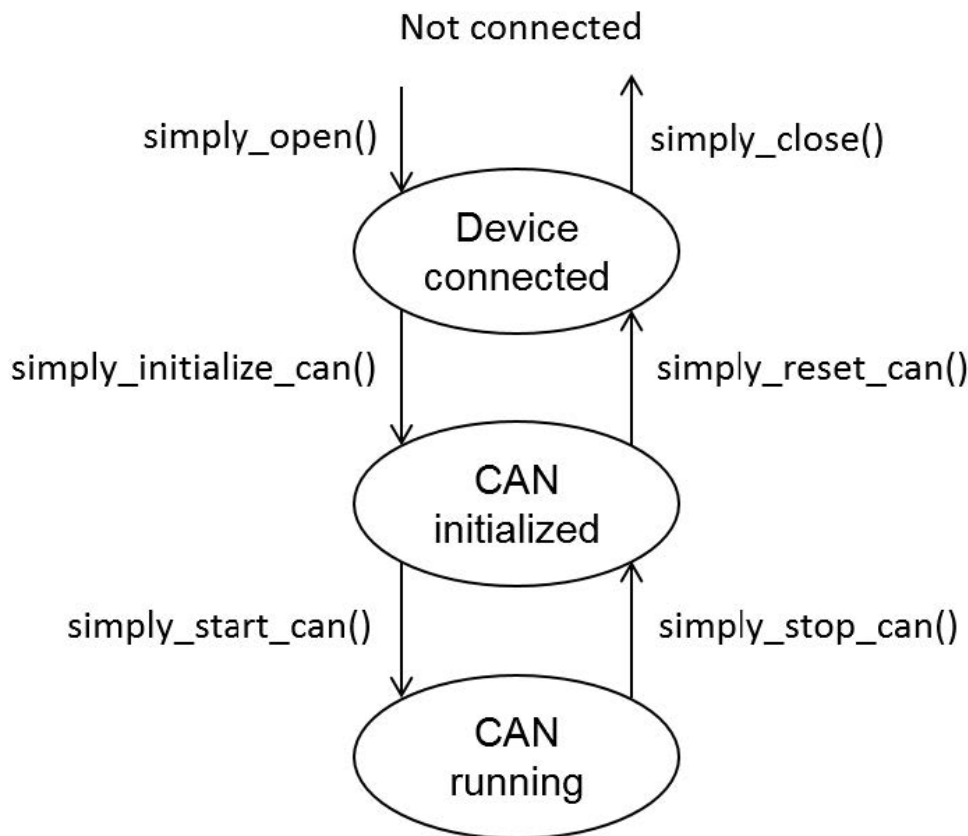 Not connected
simply_open()
simply_close()
Device
connected
simply_initialize_can()
simply_reset_can()
CAN
initialized
simply_start_can()
simply_stop_can()
CAN
running